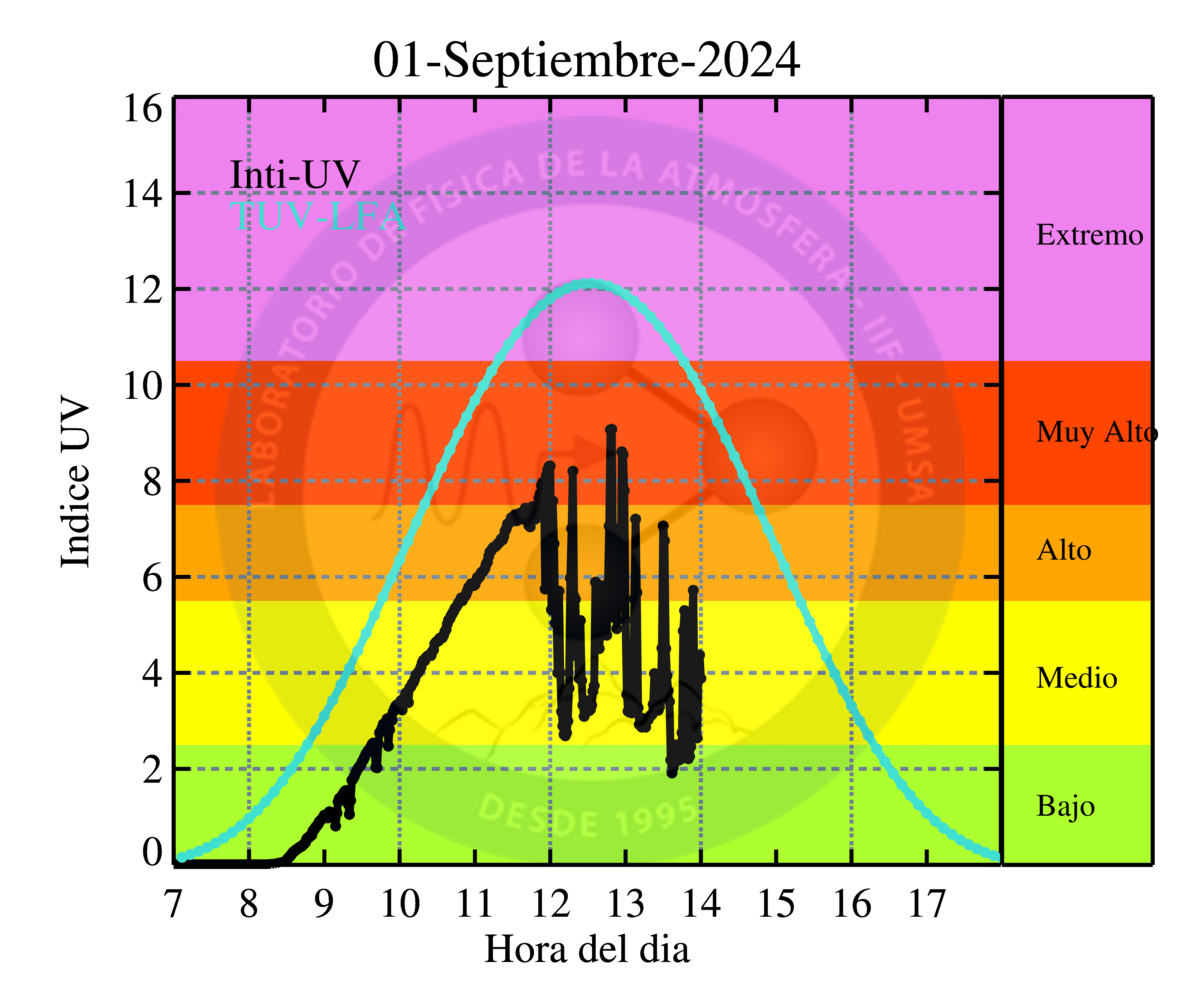 01-Septiembre-2024
16
14
12
10
8
6
4
2
0
Indice UV
Inti-UV
TUV-LFA
LABORATORIO DE FÍSICA DE LA ATMÓSFERA - IIF - UMSA
DESDE 1995
Extremo
Muy Alto
Alto
Medio
Bajo
7 8 9 10 11 12 13 14 15 16 17
Hora del dia